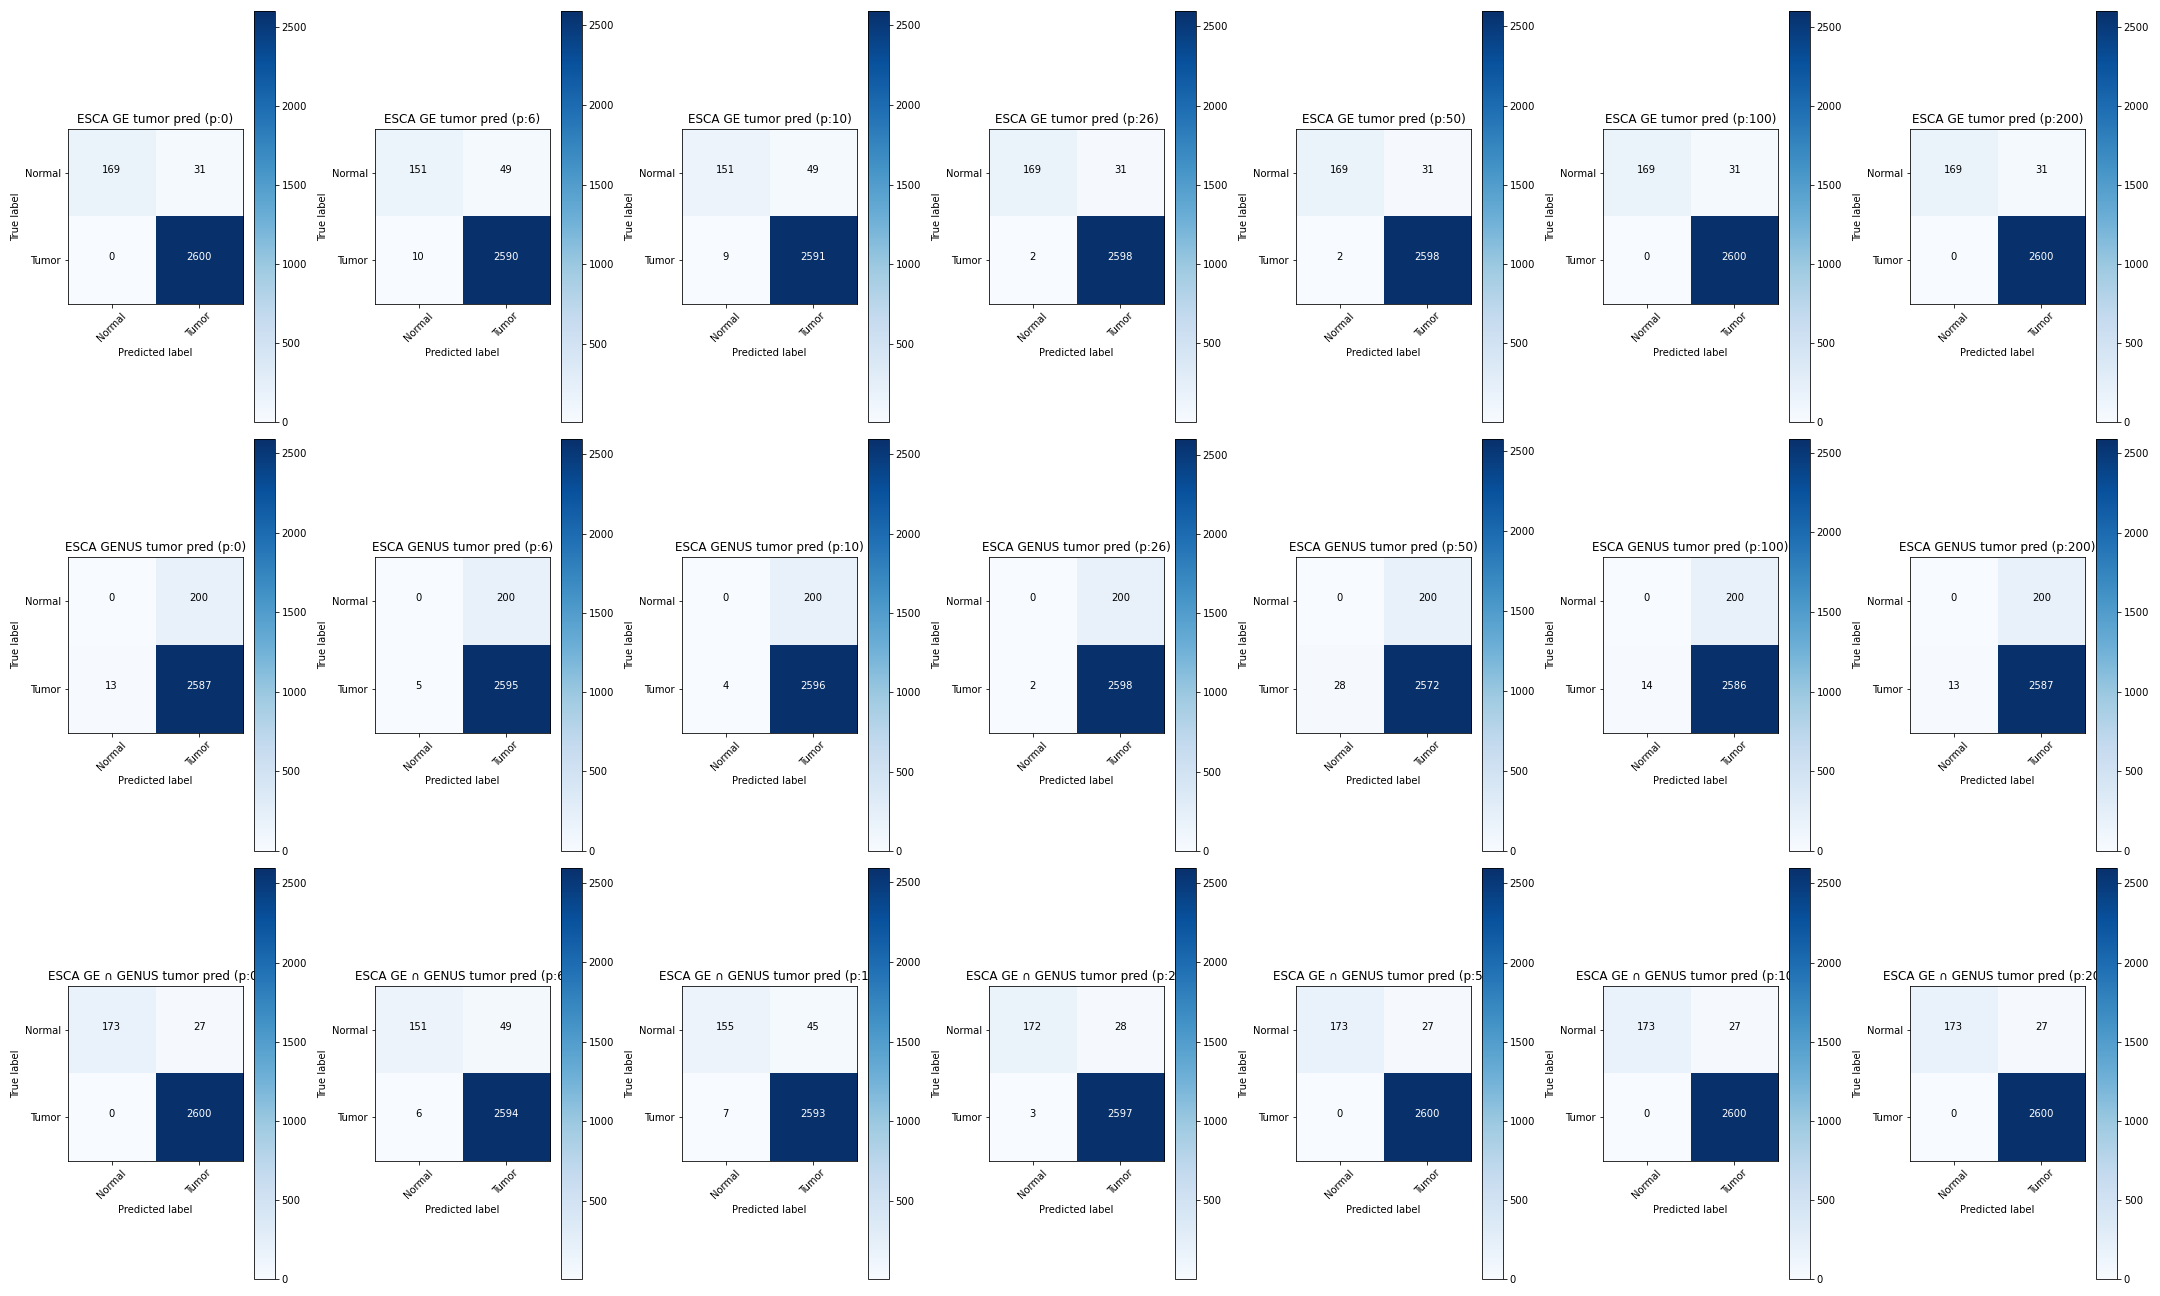 ESCA GE tumor pred (p:0)
Normal 169 31
Tumor 0 2600
Normal Tumor
True label
Predicted label
2500
2000
1500
1000
500
0
ESCA GE tumor pred (p:6)
Normal 151 49
Tumor 10 2590
Normal Tumor
True label
Predicted label
2500
2000
1500
1000
500
ESCA GE tumor pred (p:10)
Normal 151 49
Tumor 9 2591
Normal Tumor
True label
Predicted label
2500
2000
1500
1000
500
ESCA GE tumor pred (p:26)
Normal 169 31
Tumor 2 2598
Normal Tumor
True label
Predicted label
2500
2000
1500
1000
500
ESCA GE tumor pred (p:50)
Normal 169 31
Tumor 2 2598
Normal Tumor
True label
Predicted label
2500
2000
1500
1000
500
ESCA GE tumor pred (p:100)
Normal 169 31
Tumor 0 2600
Normal Tumor
True label
Predicted label
2500
2000
1500
1000
500
0
ESCA GE tumor pred (p:200)
Normal 169 31
Tumor 0 2600
Normal Tumor
True label
Predicted label
2500
2000
1500
1000
500
0
ESCA GENUS tumor pred (p:0)
Normal 0 200
Tumor 13 2587
Normal Tumor
True label
Predicted label
2500
2000
1500
1000
500
0
ESCA GENUS tumor pred (p:6)
Normal 0 200
Tumor 5 2595
Normal Tumor
True label
Predicted label
2500
2000
1500
1000
500
0
ESCA GENUS tumor pred (p:10)
Normal 0 200
Tumor 4 2596
Normal Tumor
True label
Predicted label
2500
2000
1500
1000
500
0
ESCA GENUS tumor pred (p:26)
Normal 0 200
Tumor 2 2598
Normal Tumor
True label
Predicted label
2500
2000
1500
1000
500
0
ESCA GENUS tumor pred (p:50)
Normal 0 200
Tumor 28 2572
Normal Tumor
True label
Predicted label
2500
2000
1500
1000
500
0
ESCA GENUS tumor pred (p:100)
Normal 0 200
Tumor 14 2586
Normal Tumor
True label
Predicted label
2500
2000
1500
1000
500
0
ESCA GENUS tumor pred (p:200)
Normal 0 200
Tumor 13 2587
Normal Tumor
True label
Predicted label
2500
2000
1500
1000
500
0
ESCA GE ∩ GENUS tumor pred (p:0
Normal 173 27
Tumor 0 2600
Normal Tumor
True label
Predicted label
2500
2000
1500
1000
500
0
ESCA GE ∩ GENUS tumor pred (p:6
Normal 151 49
Tumor 6 2594
Normal Tumor
True label
Predicted label
2500
2000
1500
1000
500
ESCA GE ∩ GENUS tumor pred (p:1
Normal 155 45
Tumor 7 2593
Normal Tumor
True label
Predicted label
2500
2000
1500
1000
500
ESCA GE ∩ GENUS tumor pred (p:2
Normal 172 28
Tumor 3 2597
Normal Tumor
True label
Predicted label
2500
2000
1500
1000
500
ESCA GE ∩ GENUS tumor pred (p:5
Normal 173 27
Tumor 0 2600
Normal Tumor
True label
Predicted label
2500
2000
1500
1000
500
0
ESCA GE ∩ GENUS tumor pred (p:10
Normal 173 27
Tumor 0 2600
Normal Tumor
True label
Predicted label
2500
2000
1500
1000
500
0
ESCA GE ∩ GENUS tumor pred (p:20
Normal 173 27
Tumor 0 2600
Normal Tumor
True label
Predicted label
2500
2000
1500
1000
500
0